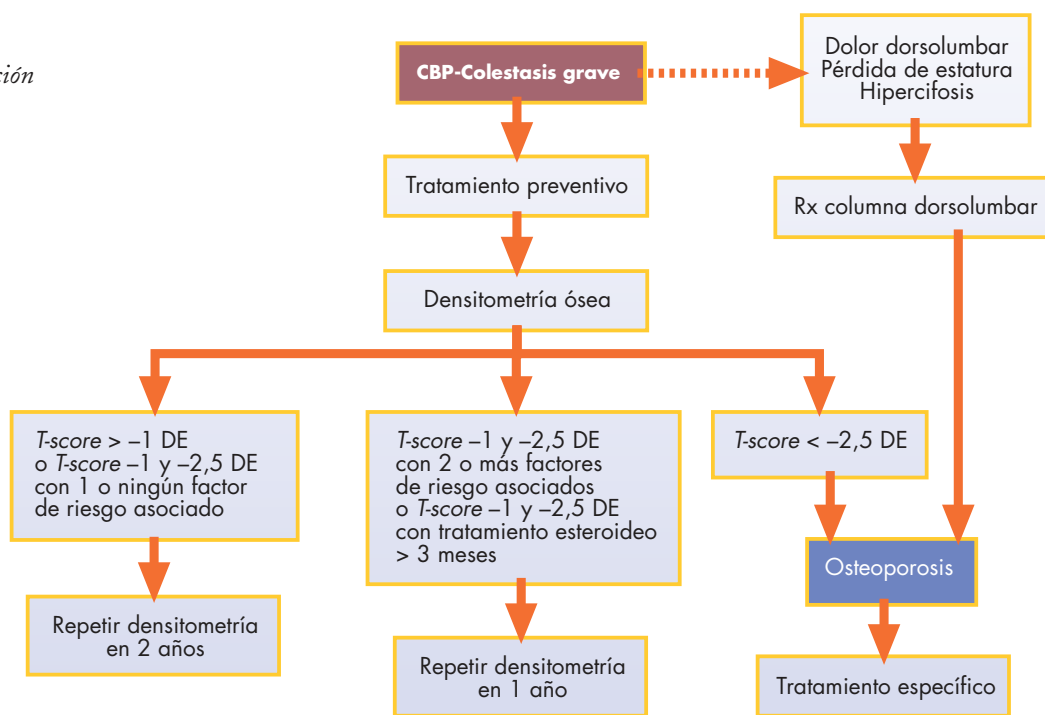 CBP-Colestasis grave
Dolor dorsolumbar
Pérdida de estatura
Hipercifosis
Tratamiento preventivo
Rx columna dorsolumbar
Densitometría ósea
T-score > –1 DE
o T-score –1 y –2,5 DE
con 1 o ningún factor
de riesgo asociado
T-score –1 y –2,5 DE
con 2 o más factores
de riesgo asociados
o T-score –1 y –2,5 DE
con tratamiento esteroideo
> 3 meses
T-score < –2,5 DE
Osteoporosis
Repetir densitometría
en 2 años
Repetir densitometría
en 1 año
Tratamiento específico